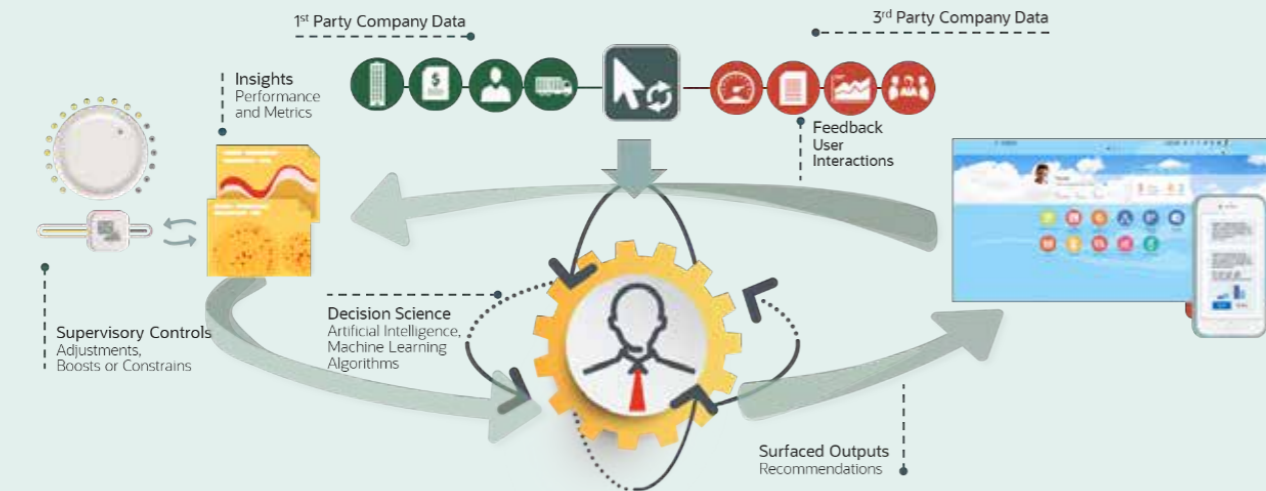 1st Party Company Data
3rd Party Company Data
Insights
Performance
and Metrics
$
Feedback
User
Interactions
Decision Science
Artificial Intelligence,
Machine Learning
Algorithms
Supervisory Controls
Adjustments,
Boosts or Constrains
Surfaced Outputs
Recommendations